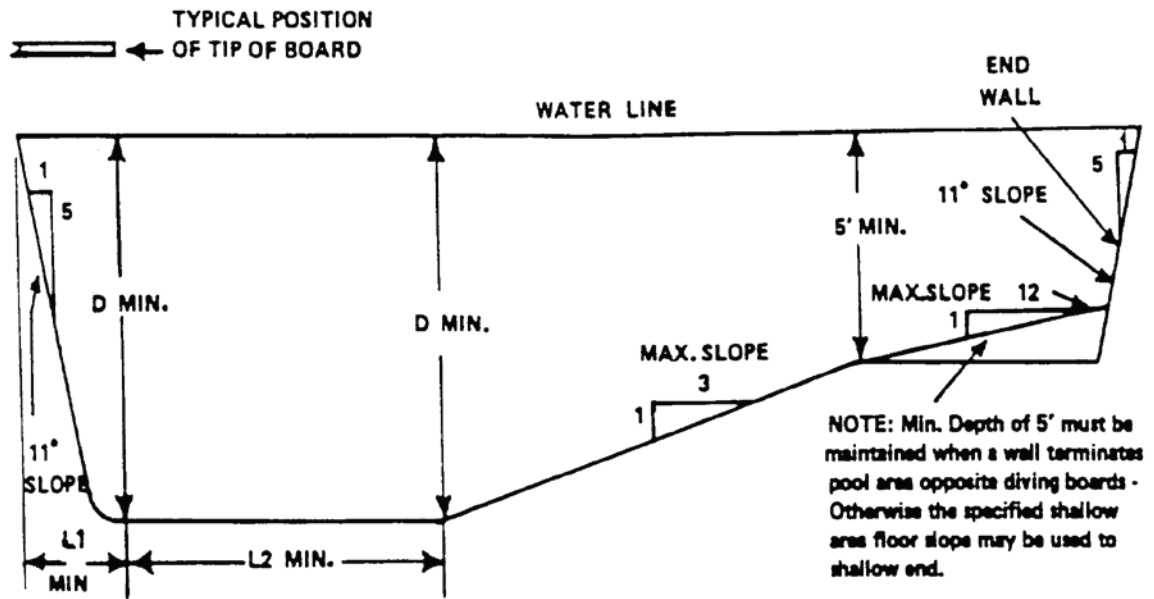 TYPICAL POSITION
OF TIP OF BOARD
END
WALL
WATER LINE
1
5
1
5
11° SLOPE
5' MIN.
D MIN.
D MIN.
MAX.SLOPE 12
1
MAX. SLOPE
3
1
11°
SLOPE
L1
MIN
L2 MIN.
NOTE: Min. Depth of 5' must be
maintained when a wall terminates
pool area opposite diving boards -
Otherwise the specified shallow
area floor slope may be used to
shallow end.